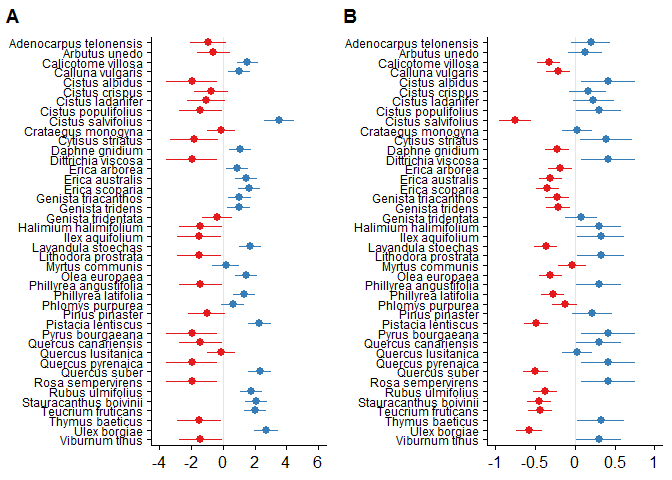 A
Adenocarpus telonensis
Arbutus unedo
Calicotome villosa
Calluna vulgaris
Cistus albidus
Cistus crispus
Cistus ladanifer
Cistus populifolius
Cistus salvifolius
Crataegus monogyna
Cytisus striatus
Daphne gnidium
Dittrichia viscosa
Erica arborea
Erica australis
Erica scoparia
Genista triacanthos
Genista tridens
Genista tridentata
Halimium halimifolium
Ilex aquifolium
Lavandula stoechas
Lithodora prostrata
Myrtus communis
Olea europaea
Phillyrea angustifolia
Phillyrea latifolia
Phlomis purpurea
Pinus pinaster
Pistacia lentiscus
Pyrus bourgaeana
Quercus canariensis
Quercus lusitanica
Quercus pyrenaica
Quercus suber
Rosa sempervirens
Rubus ulmifolius
Stauracanthus boivinii
Teucrium fruticans
Thymus baeticus
Ulex borgiae
Viburnum tinus
-4 -2 0 2 4 6
B
Adenocarpus telonensis
Arbutus unedo
Calicotome villosa
Calluna vulgaris
Cistus albidus
Cistus crispus
Cistus ladanifer
Cistus populifolius
Cistus salvifolius
Crataegus monogyna
Cytisus striatus
Daphne gnidium
Dittrichia viscosa
Erica arborea
Erica australis
Erica scoparia
Genista triacanthos
Genista tridens
Genista tridentata
Halimium halimifolium
Ilex aquifolium
Lavandula stoechas
Lithodora prostrata
Myrtus communis
Olea europaea
Phillyrea angustifolia
Phillyrea latifolia
Phlomis purpurea
Pinus pinaster
Pistacia lentiscus
Pyrus bourgaeana
Quercus canariensis
Quercus lusitanica
Quercus pyrenaica
Quercus suber
Rosa sempervirens
Rubus ulmifolius
Stauracanthus boivinii
Teucrium fruticans
Thymus baeticus
Ulex borgiae
Viburnum tinus
-1 -0.5 0 0.5 1